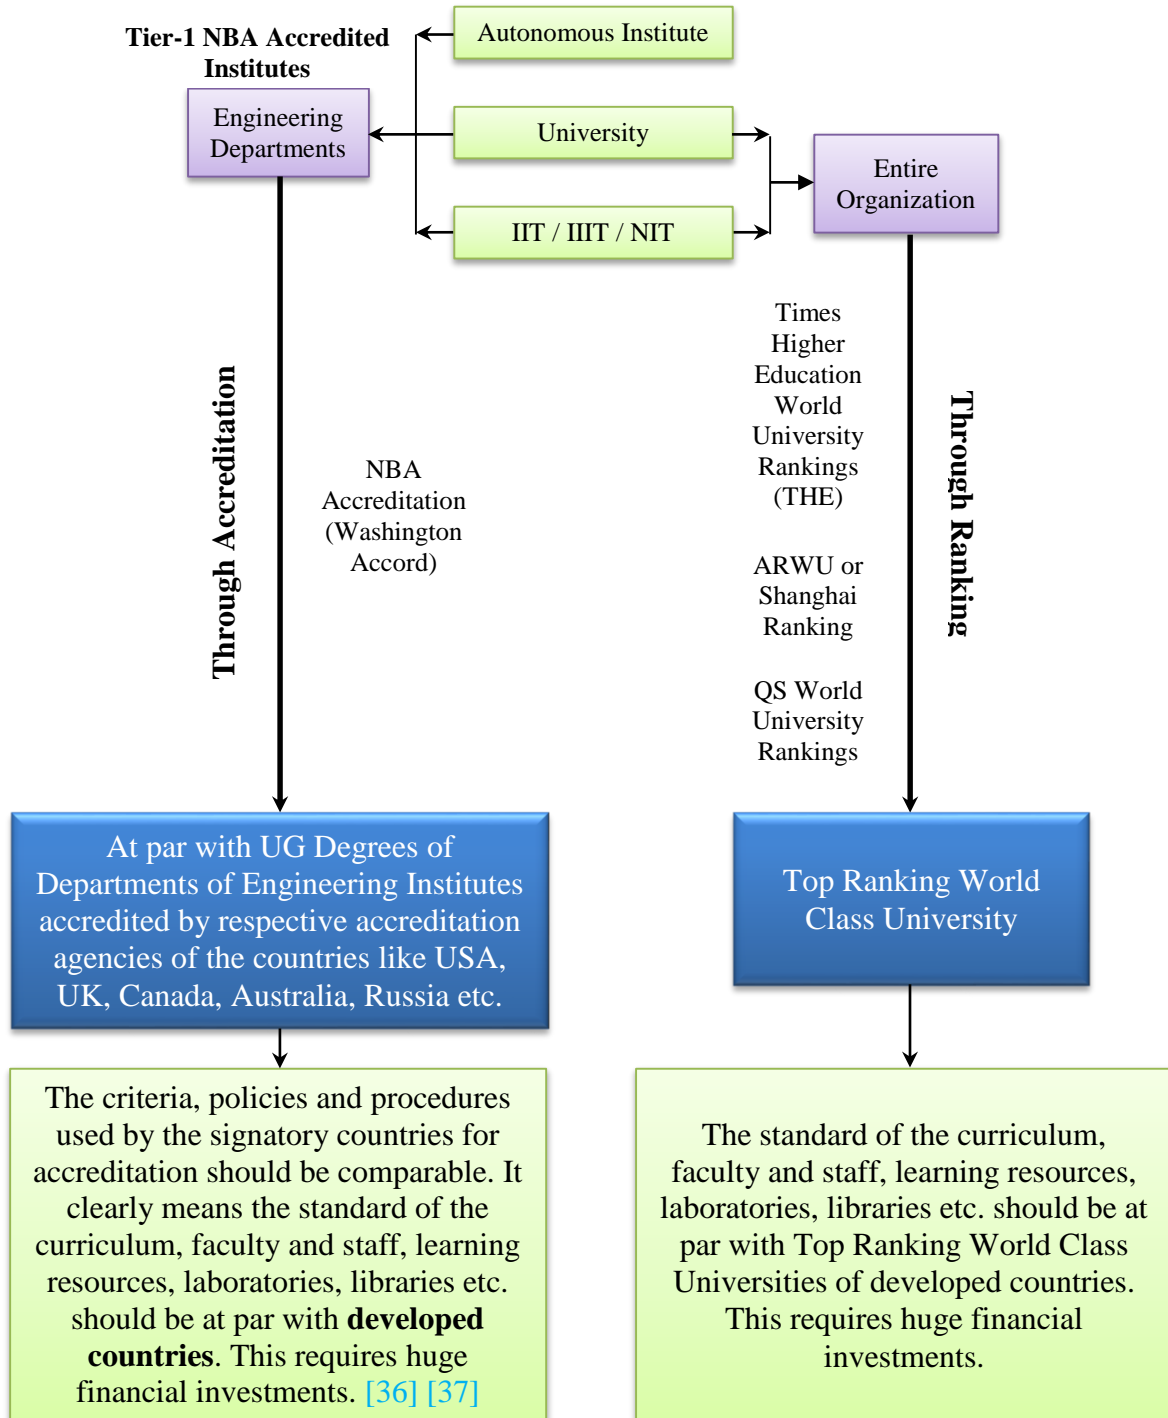 Tier-1 NBA Accredited
Institutes
Autonomous Institute
Engineering
Departments
University
Entire
Organization
IIT / IIIT / NIT
Through Accreditation
NBA
Accreditation
(Washington
Accord)
Times
Higher
Education
World
University
Rankings
(THE)
ARWU or
Shanghai
Ranking
QS World
University
Rankings
Through Ranking
At par with UG Degrees of
Departments of Engineering Institutes
accredited by respective accreditation
agencies of the countries like USA,
UK, Canada, Australia, Russia etc.
Top Ranking World
Class University
The criteria, policies and procedures
used by the signatory countries for
accreditation should be comparable. It
clearly means the standard of the
curriculum, faculty and staff, learning
resources, laboratories, libraries etc.
should be at par with developed
countries. This requires huge
financial investments. [36] [37]
The standard of the curriculum,
faculty and staff, learning resources,
laboratories, libraries etc. should be at
par with Top Ranking World Class
Universities of developed countries.
This requires huge financial
investments.